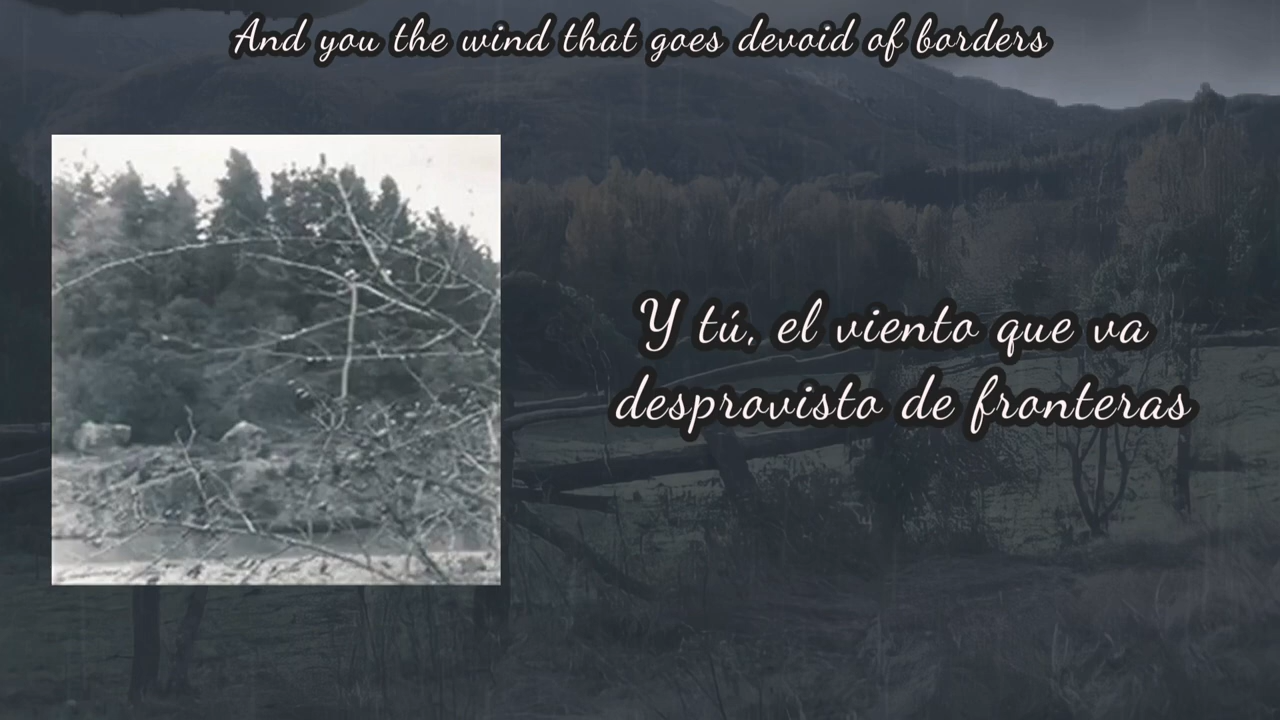 And you the wind that goes devoid of borders
Y tú, el viento que va
desprovisto de fronteras